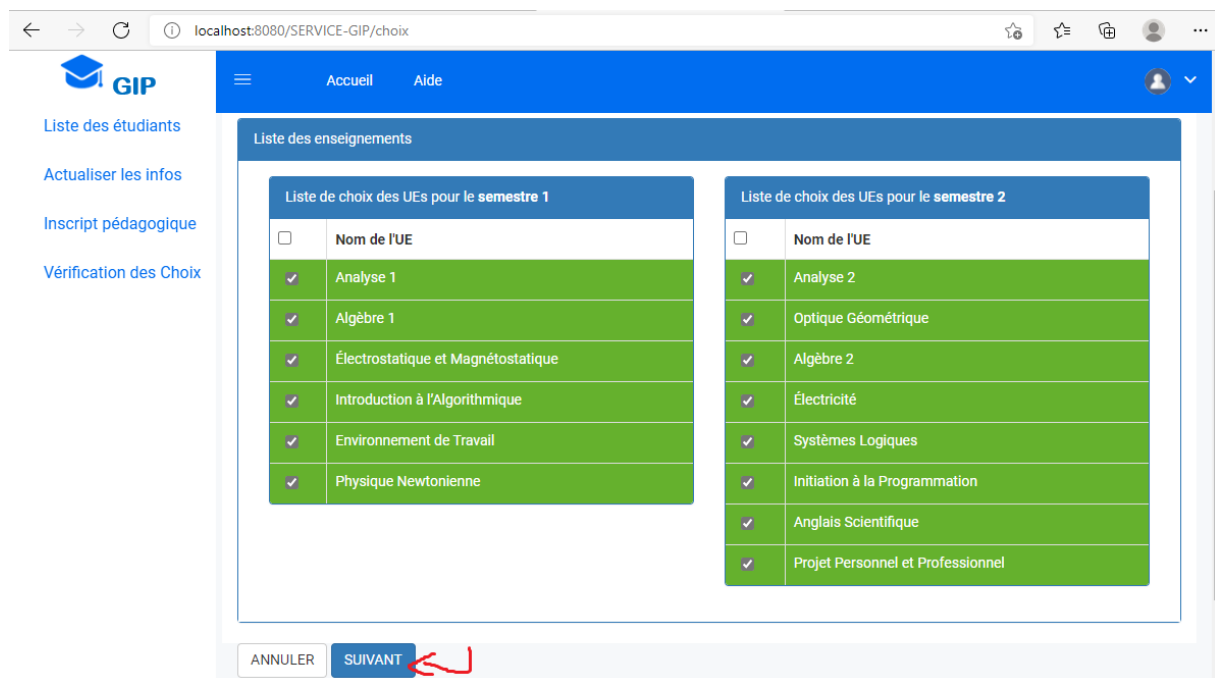 localhost:8080/SERVICE-GIP/choix
GIP
Accueil Aide
Liste des étudiants
Actualiser les infos
Inscript pédagogique
Vérification des Choix
Liste des enseignements
Liste de choix des UEs pour le semestre 1
Nom de l'UE
Analyse 1
Algèbre 1
Électrostatique et Magnétostatique
Introduction à l'Algorithmique
Environnement de Travail
Physique Newtonienne
Liste de choix des UEs pour le semestre 2
Nom de l'UE
Analyse 2
Optique Géométrique
Algèbre 2
Électricité
Systèmes Logiques
Initiation à la Programmation
Anglais Scientifique
Projet Personnel et Professionnel
ANNULER SUIVANT